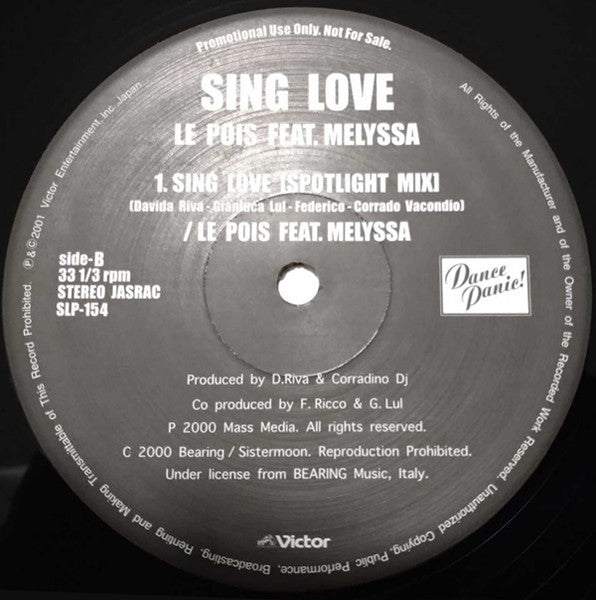 Promotional Use Only. Not For Sale.
SING LOVE
LE POIS FEAT. MELYSSA
1. SING LOVE [SPOTLIGHT MIX]
(Davida Riva - Gianluca Lul - Federico - Corrado Vacondio)
/ LE POIS FEAT. MELYSSA
side-B
33 1/3 rpm
STEREO JASRAC
SLP-154
Dance
Panic!
Produced by D.Riva & Corradino Dj
Co produced by F. Ricco & G. Lul
P 2000 Mass Media. All rights reserved.
C 2000 Bearing / Sistermoon. Reproduction Prohibited.
Under license from BEARING Music, Italy.
Victor
All Rights of the Manufacturer and of the Owner of the Recorded Work Reserved. Unauthorized Copying, Public Performance, Broadcasting, Renting and Making Transmittable of This Record Prohibited. ℗ & © 2001 Victor Entertainment, Inc. Japan